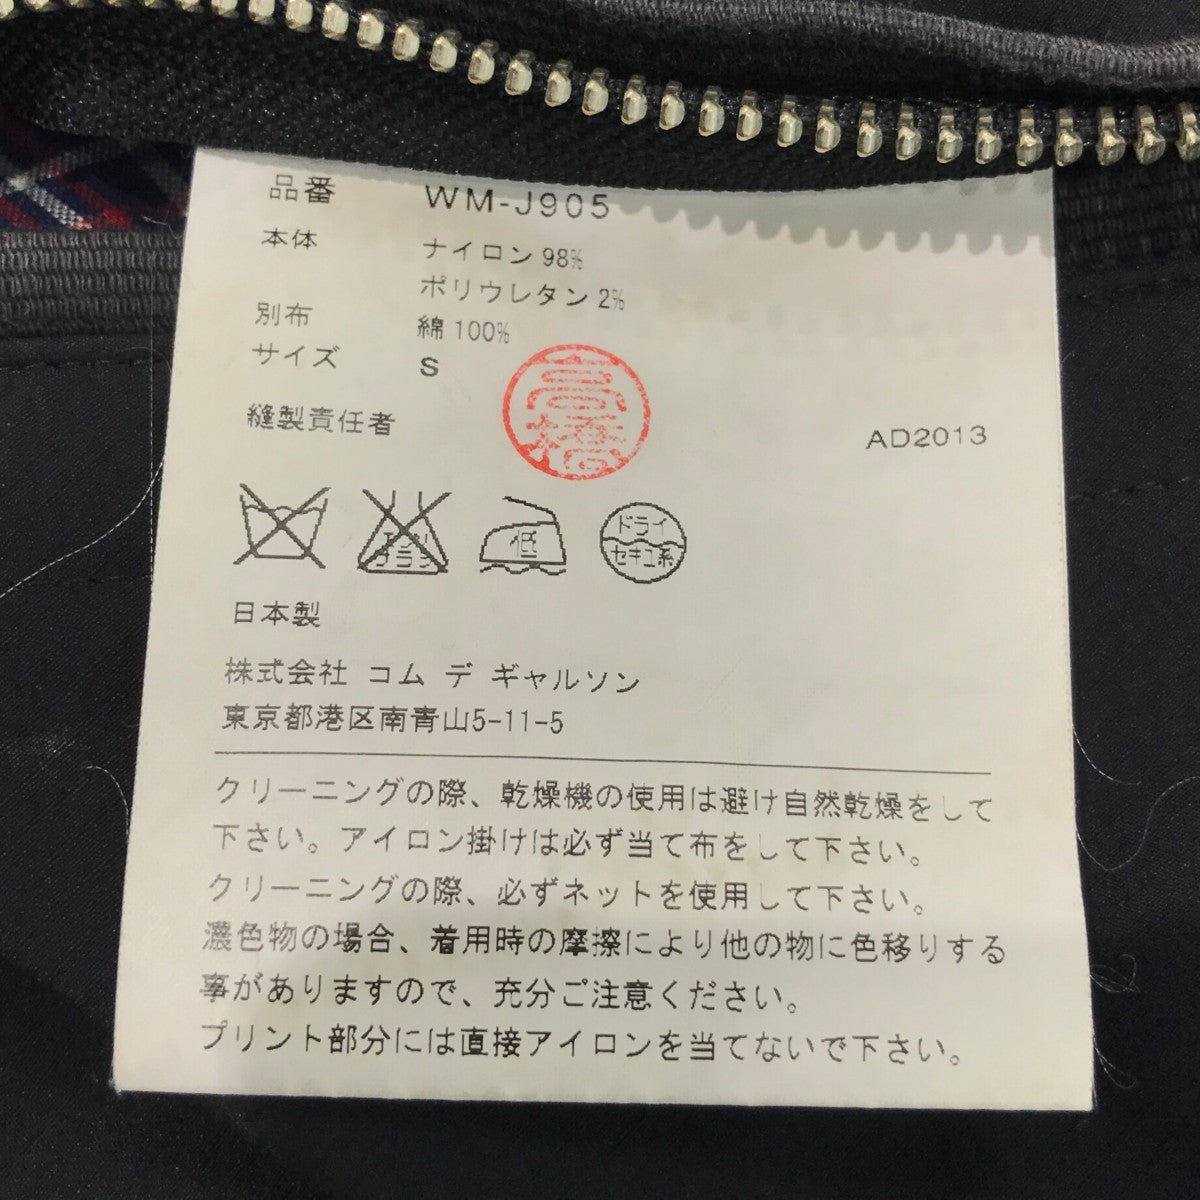 品番 WM-J905
本体 ナイロン 98%
ポリウレタン 2%
別布 綿 100%
サイズ S
縫製責任者 高橋
AD2013
エンソ
サラシ
低
ドライ
セキユ系
日本製
株式会社 コム デ ギャルソン
東京都港区南青山5-11-5
クリーニングの際、乾燥機の使用は避け自然乾燥をして
下さい。アイロン掛けは必ず当て布をして下さい。
クリーニングの際、必ずネットを使用して下さい。
濃色物の場合、着用時の摩擦により他の物に色移りする
事がありますので、充分ご注意ください。
プリント部分には直接アイロンを当てないで下さい。